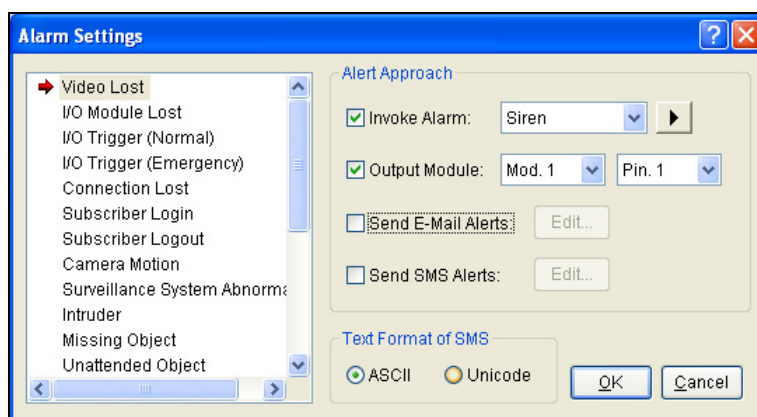 Alarm Settings
Video Lost
I/O Module Lost
I/O Trigger (Normal)
I/O Trigger (Emergency)
Connection Lost
Subscriber Login
Subscriber Logout
Camera Motion
Surveillance System Abnorma
Intruder
Missing Object
Unattended Object
Alert Approach
Invoke Alarm: Siren
Output Module: Mod. 1 Pin. 1
Send E-Mail Alerts: Edit...
Send SMS Alerts: Edit...
Text Format of SMS
ASCII Unicode
OK Cancel